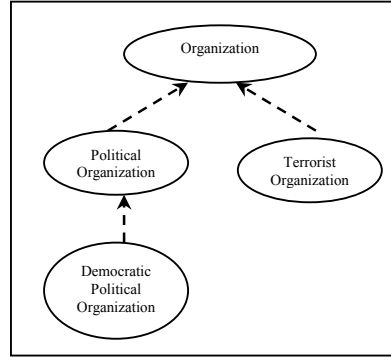 Organization
Political
Organization
Terrorist
Organization
Democratic
Political
Organization